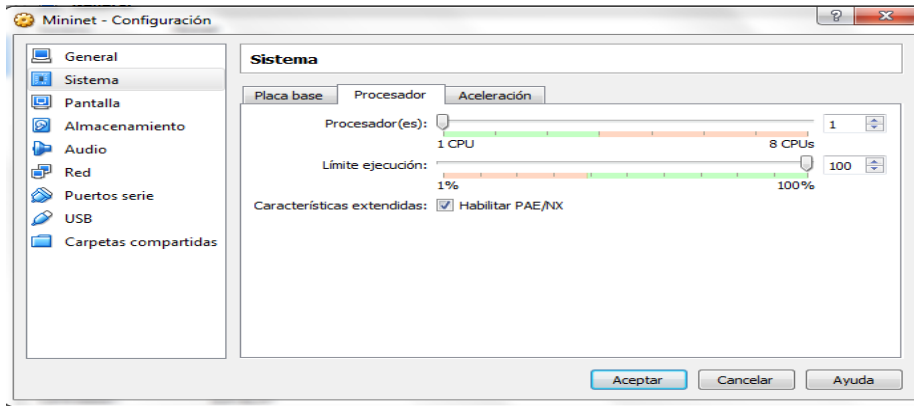 Mininet - Configuración
General
Sistema
Pantalla
Almacenamiento
Audio
Red
Puertos serie
USB
Carpetas compartidas
Sistema
Placa base Procesador Aceleración
Procesador(es): 1
1 CPU 8 CPUs
Límite ejecución: 100
1% 100%
Características extendidas: Habilitar PAE/NX
Aceptar Cancelar Ayuda